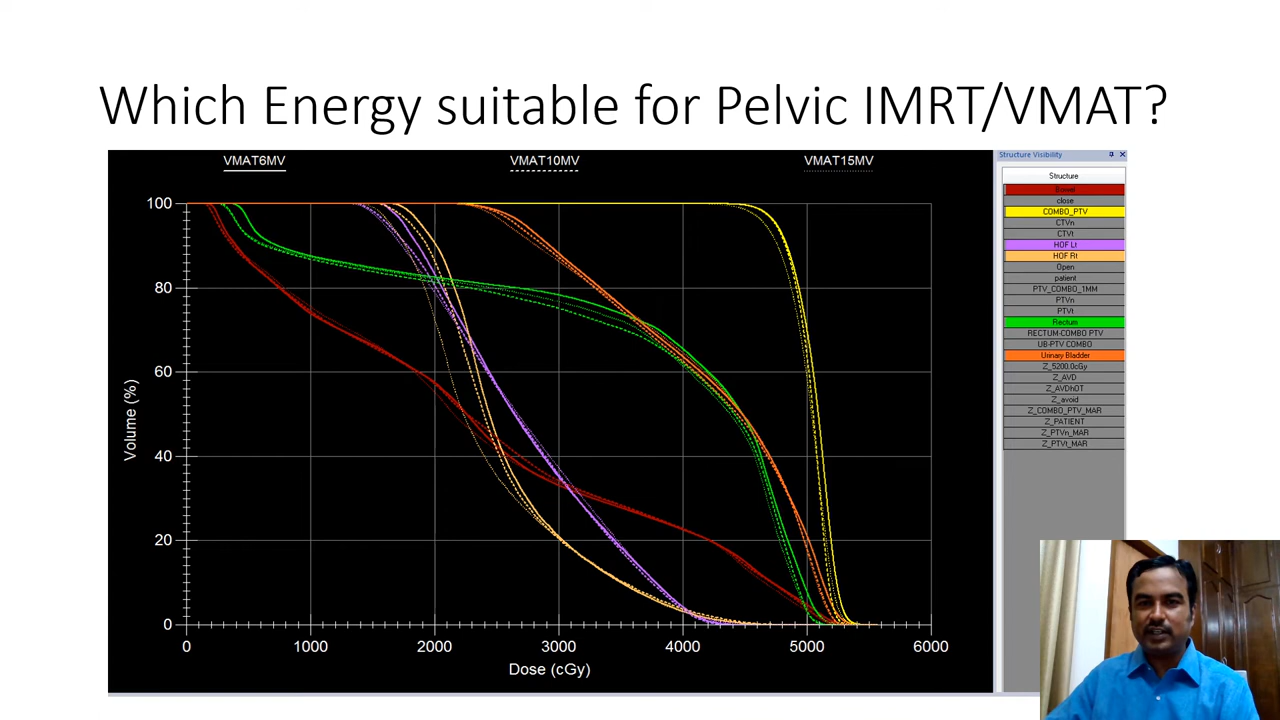 Which Energy suitable for Pelvic IMRT/VMAT?
VMAT6MV VMAT10MV VMAT15MV
Structure Visibility
Structure
Bowel
close
COMBO_PTV
CTVn
CTVt
HOF Lt
HOF Rt
Open
patient
PTV_COMBO_1MM
PTVn
PTVt
Rectum
RECTUM-COMBO PTV
UB-PTV COMBO
Urinary Bladder
Z_5200.0cGy
Z_AVD
Z_AVDhOT
Z_avoid
Z_COMBO_PTV_MAR
Z_PATIENT
Z_PTVn_MAR
Z_PTVt_MAR
Volume (%)
100
80
60
40
20
0
0 1000 2000 3000 4000 5000 6000
Dose (cGy)